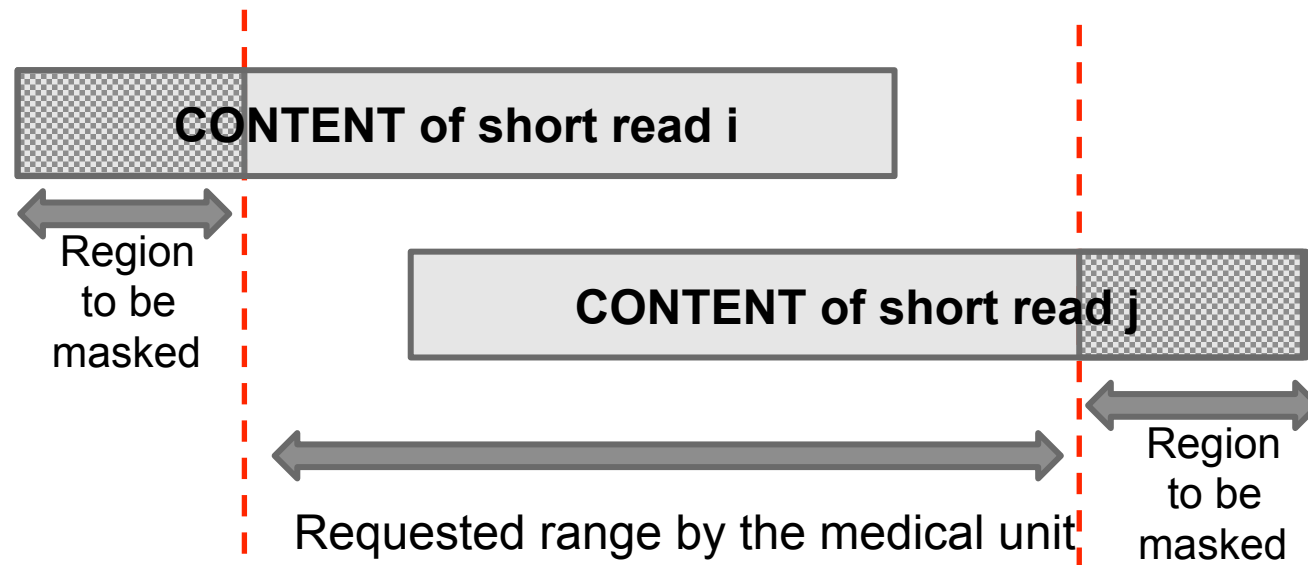 CONTENT of short read i
Region
to be
masked
CONTENT of short read j
Requested range by the medical unit
Region
to be
masked